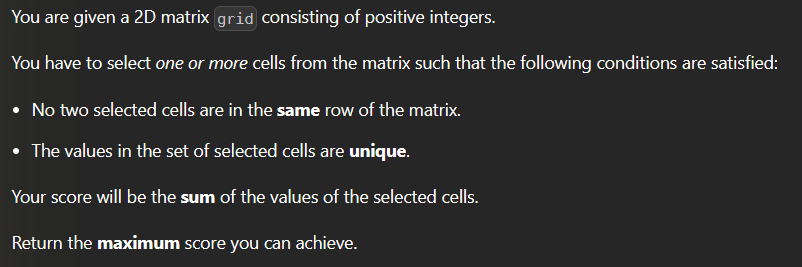 You are given a 2D matrix grid consisting of positive integers.
You have to select one or more cells from the matrix such that the following conditions are satisfied:
• No two selected cells are in the same row of the matrix.
• The values in the set of selected cells are unique.
Your score will be the sum of the values of the selected cells.
Return the maximum score you can achieve.